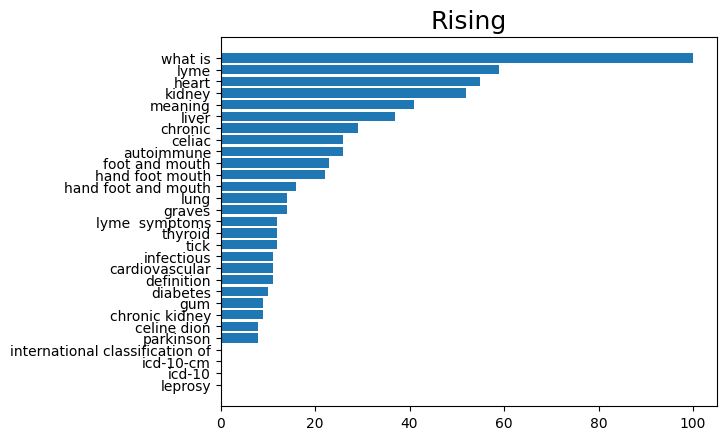 Rising
what is
lyme
heart
kidney
meaning
liver
chronic
celiac
autoimmune
foot and mouth
hand foot mouth
hand foot and mouth
lung
graves
lyme  symptoms
thyroid
tick
infectious
cardiovascular
definition
diabetes
gum
chronic kidney
celine dion
parkinson
international classification of
icd-10-cm
icd-10
leprosy
0 20 40 60 80 100